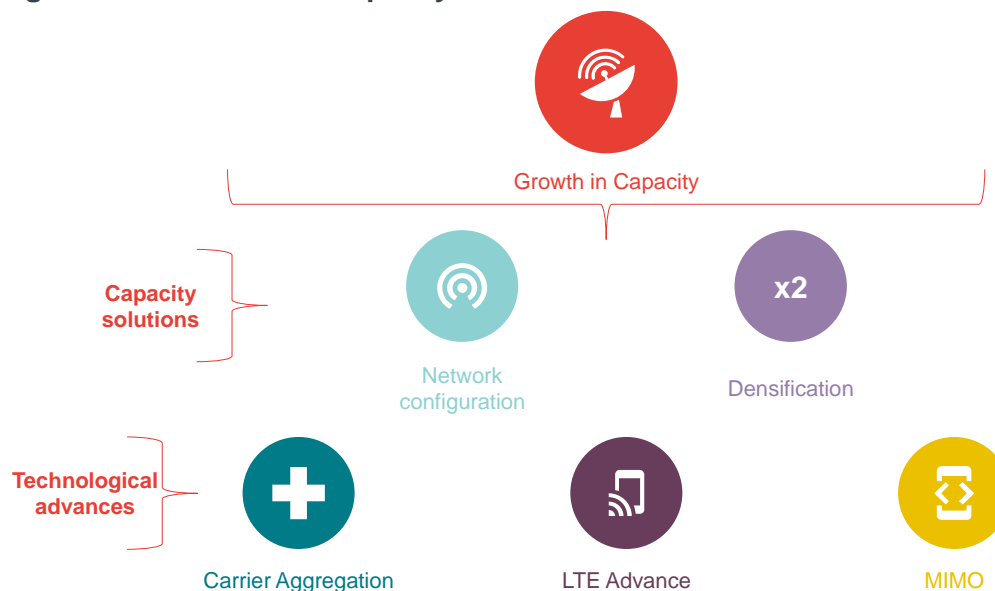 Growth in Capacity
Capacity
solutions
x2
Network
configuration
Densification
Technological
advances
Carrier Aggregation
LTE Advance
MIMO